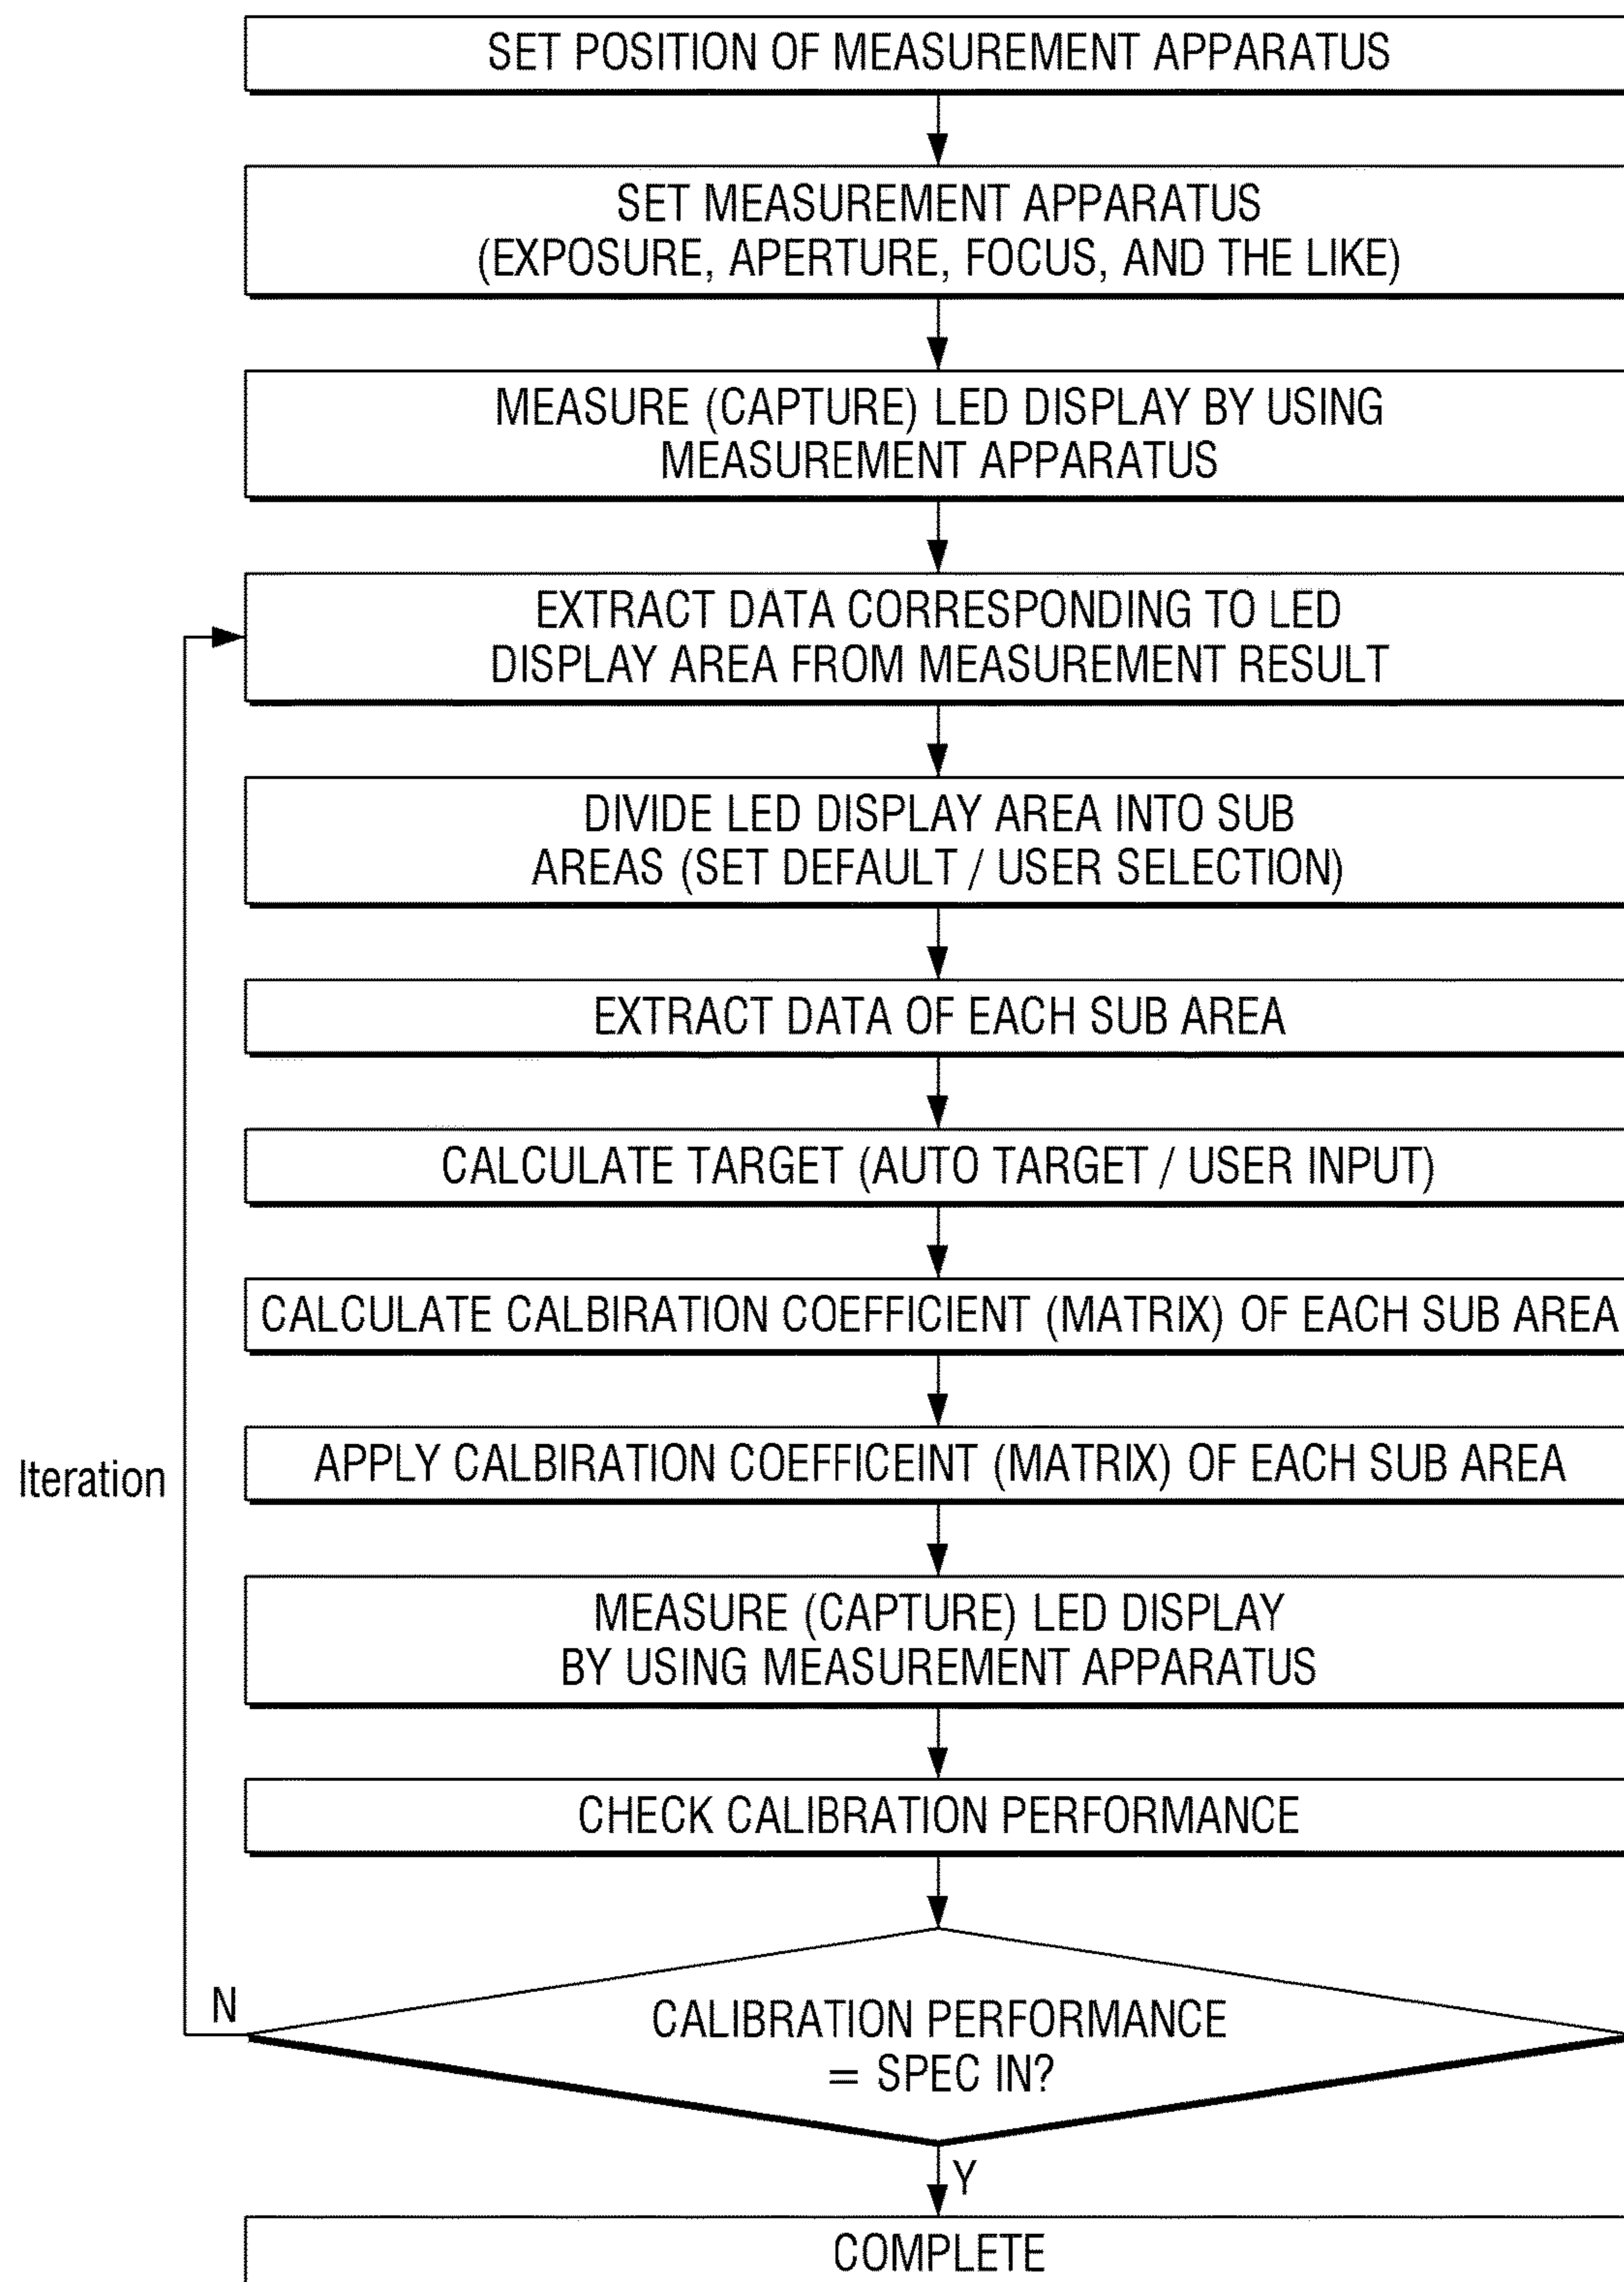 SET POSITION OF MEASUREMENT APPARATUS
SET MEASUREMENT APPARATUS
(EXPOSURE, APERTURE, FOCUS, AND THE LIKE)
MEASURE (CAPTURE) LED DISPLAY BY USING
MEASUREMENT APPARATUS
EXTRACT DATA CORRESPONDING TO LED
DISPLAY AREA FROM MEASUREMENT RESULT
DIVIDE LED DISPLAY AREA INTO SUB
AREAS (SET DEFAULT / USER SELECTION)
EXTRACT DATA OF EACH SUB AREA
CALCULATE TARGET (AUTO TARGET / USER INPUT)
CALCULATE CALBIRATION COEFFICIENT (MATRIX) OF EACH SUB AREA
APPLY CALBIRATION COEFFICEINT (MATRIX) OF EACH SUB AREA
Iteration
MEASURE (CAPTURE) LED DISPLAY
BY USING MEASUREMENT APPARATUS
CHECK CALIBRATION PERFORMANCE
N
CALIBRATION PERFORMANCE
= SPEC IN?
Y
COMPLETE